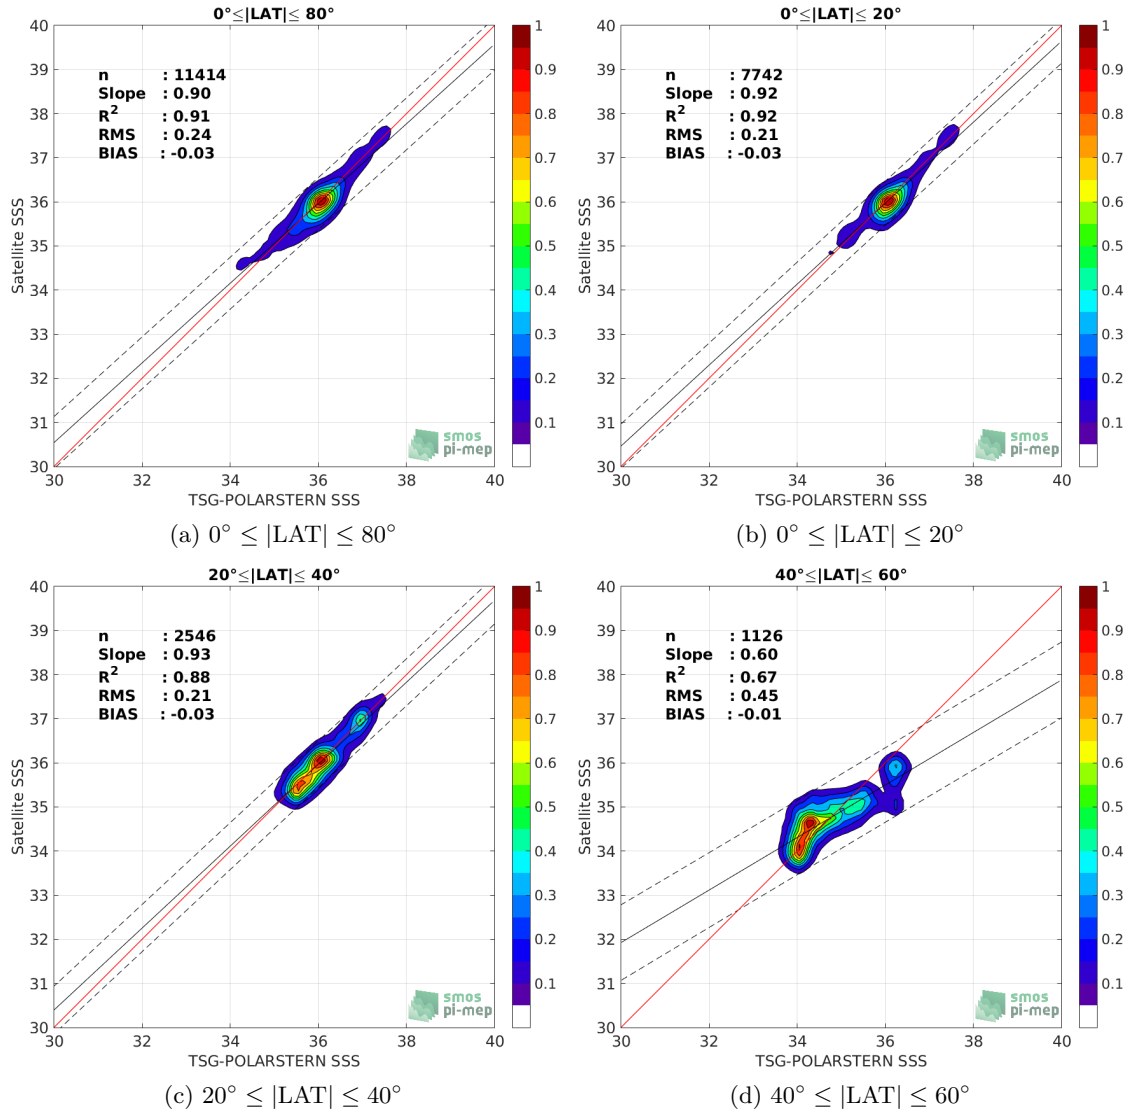 0°≤|LAT|≤ 80°
40
39
38
37
36
35
34
33
32
31
30
Satellite SSS
n : 11414
Slope : 0.90
R² : 0.91
RMS : 0.24
BIAS : -0.03
smos
pi-mep
30 32 34 36 38 40
TSG-POLARSTERN SSS
1
0.9
0.8
0.7
0.6
0.5
0.4
0.3
0.2
0.1
(a) 0° ≤ |LAT| ≤ 80°
0°≤|LAT|≤ 20°
40
39
38
37
36
35
34
33
32
31
30
Satellite SSS
n : 7742
Slope : 0.92
R² : 0.92
RMS : 0.21
BIAS : -0.03
smos
pi-mep
30 32 34 36 38 40
TSG-POLARSTERN SSS
1
0.9
0.8
0.7
0.6
0.5
0.4
0.3
0.2
0.1
(b) 0° ≤ |LAT| ≤ 20°
20°≤|LAT|≤ 40°
40
39
38
37
36
35
34
33
32
31
30
Satellite SSS
n : 2546
Slope : 0.93
R² : 0.88
RMS : 0.21
BIAS : -0.03
smos
pi-mep
30 32 34 36 38 40
TSG-POLARSTERN SSS
1
0.9
0.8
0.7
0.6
0.5
0.4
0.3
0.2
0.1
(c) 20° ≤ |LAT| ≤ 40°
40°≤|LAT|≤ 60°
40
39
38
37
36
35
34
33
32
31
30
Satellite SSS
n : 1126
Slope : 0.60
R² : 0.67
RMS : 0.45
BIAS : -0.01
smos
pi-mep
30 32 34 36 38 40
TSG-POLARSTERN SSS
1
0.9
0.8
0.7
0.6
0.5
0.4
0.3
0.2
0.1
(d) 40° ≤ |LAT| ≤ 60°